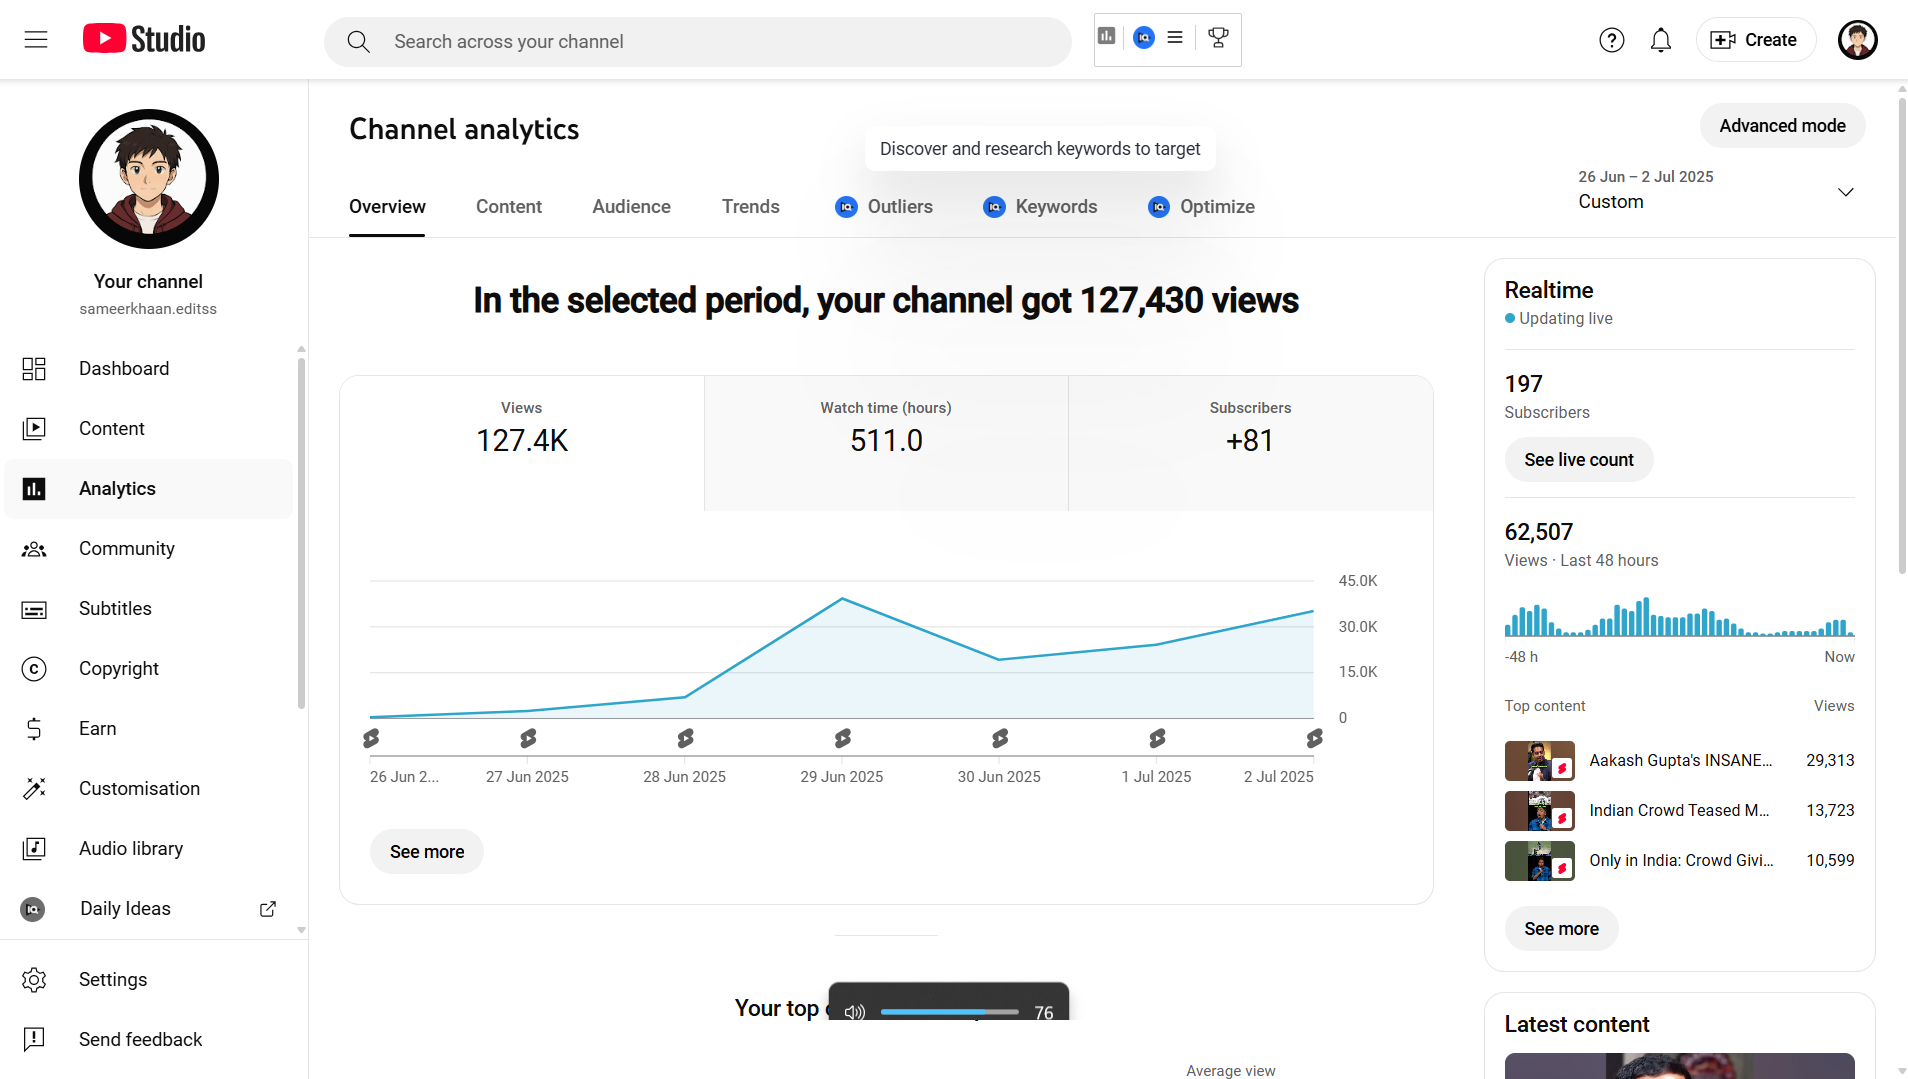 Studio
Search across your channel
Create
Channel analytics
Advanced mode
Discover and research keywords to target
26 Jun – 2 Jul 2025
Custom
Overview
Content
Audience
Trends
Outliers
Keywords
Optimize
Your channel
sameerkhaan.editss
Dashboard
Content
Analytics
Community
Subtitles
Copyright
Earn
Customisation
Audio library
Daily Ideas
Settings
Send feedback
In the selected period, your channel got 127,430 views
Views
127.4K
Watch time (hours)
511.0
Subscribers
+81
45.0K
30.0K
15.0K
0
26 Jun 2...
27 Jun 2025
28 Jun 2025
29 Jun 2025
30 Jun 2025
1 Jul 2025
2 Jul 2025
See more
Your top
76
Average view
Realtime
Updating live
197
Subscribers
See live count
62,507
Views · Last 48 hours
-48 h
Now
Top content
Views
Aakash Gupta's INSANE...
29,313
Indian Crowd Teased M...
13,723
Only in India: Crowd Givi...
10,599
See more
Latest content